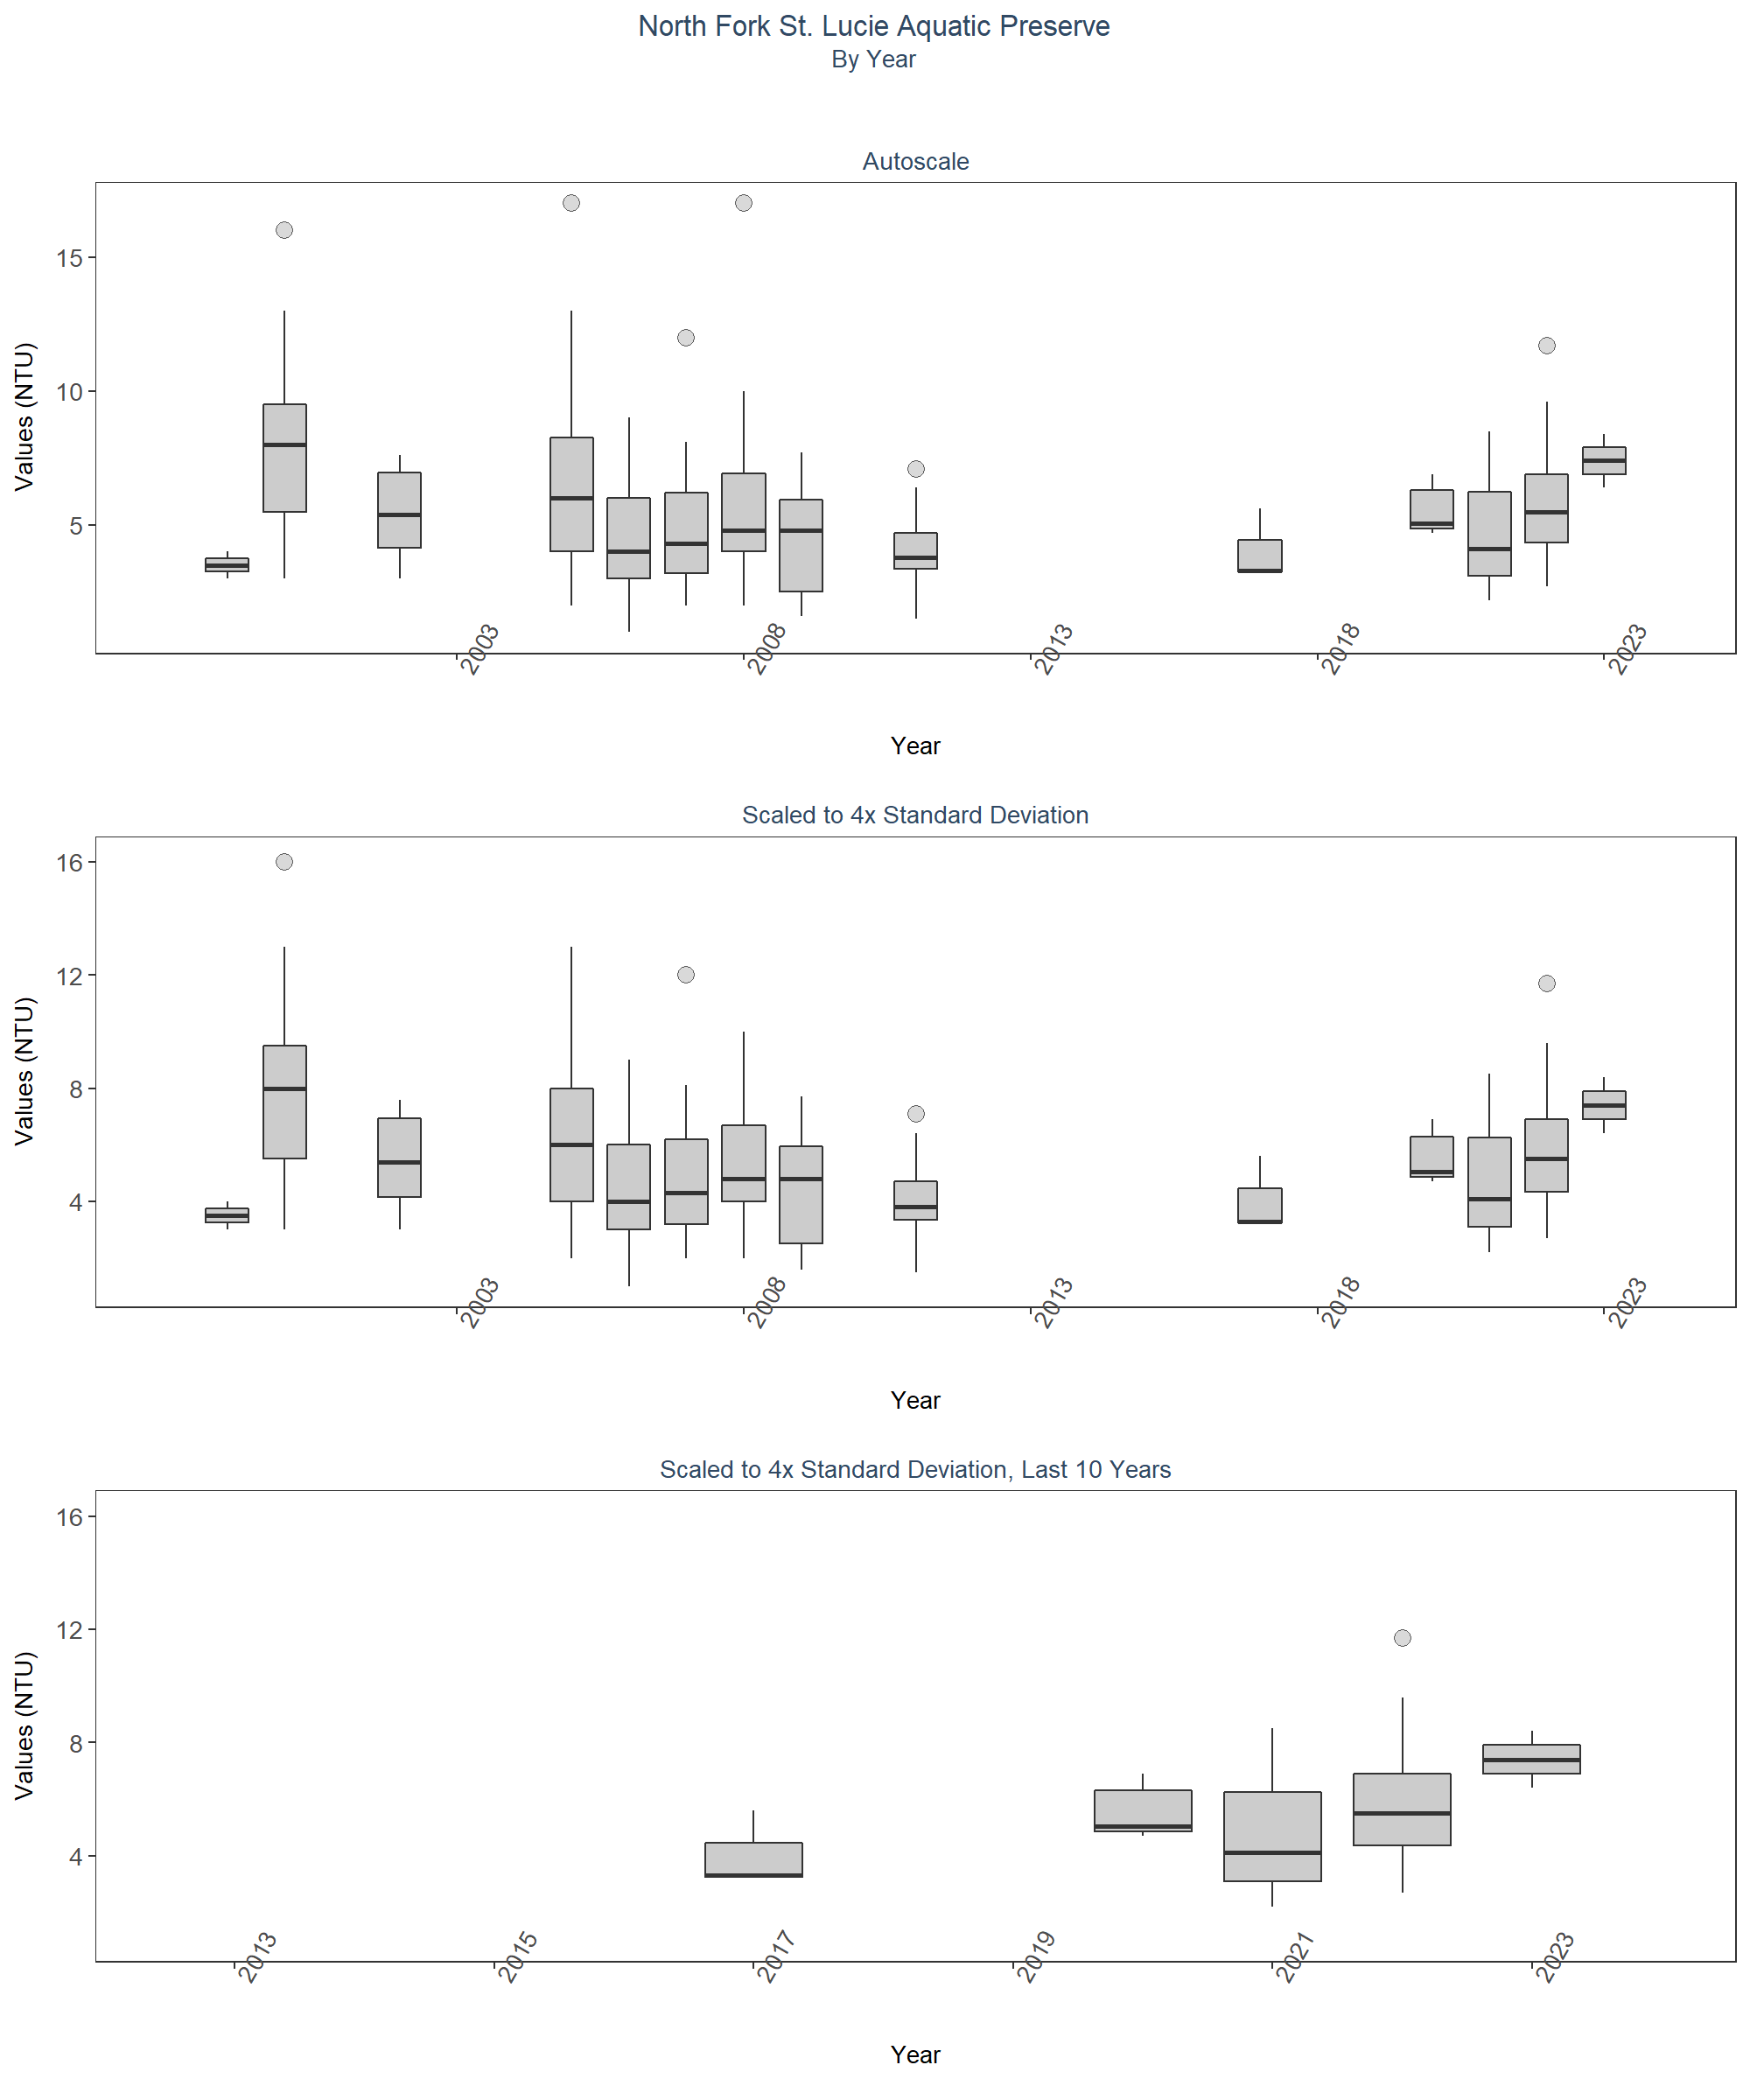 North Fork St. Lucie Aquatic Preserve
By Year
Autoscale
Values (NTU)
15
10
5
2003 2008 2013 2018 2023
Year
Scaled to 4x Standard Deviation
Values (NTU)
16
12
8
4
2003 2008 2013 2018 2023
Year
Scaled to 4x Standard Deviation, Last 10 Years
Values (NTU)
16
12
8
4
2013 2015 2017 2019 2021 2023
Year